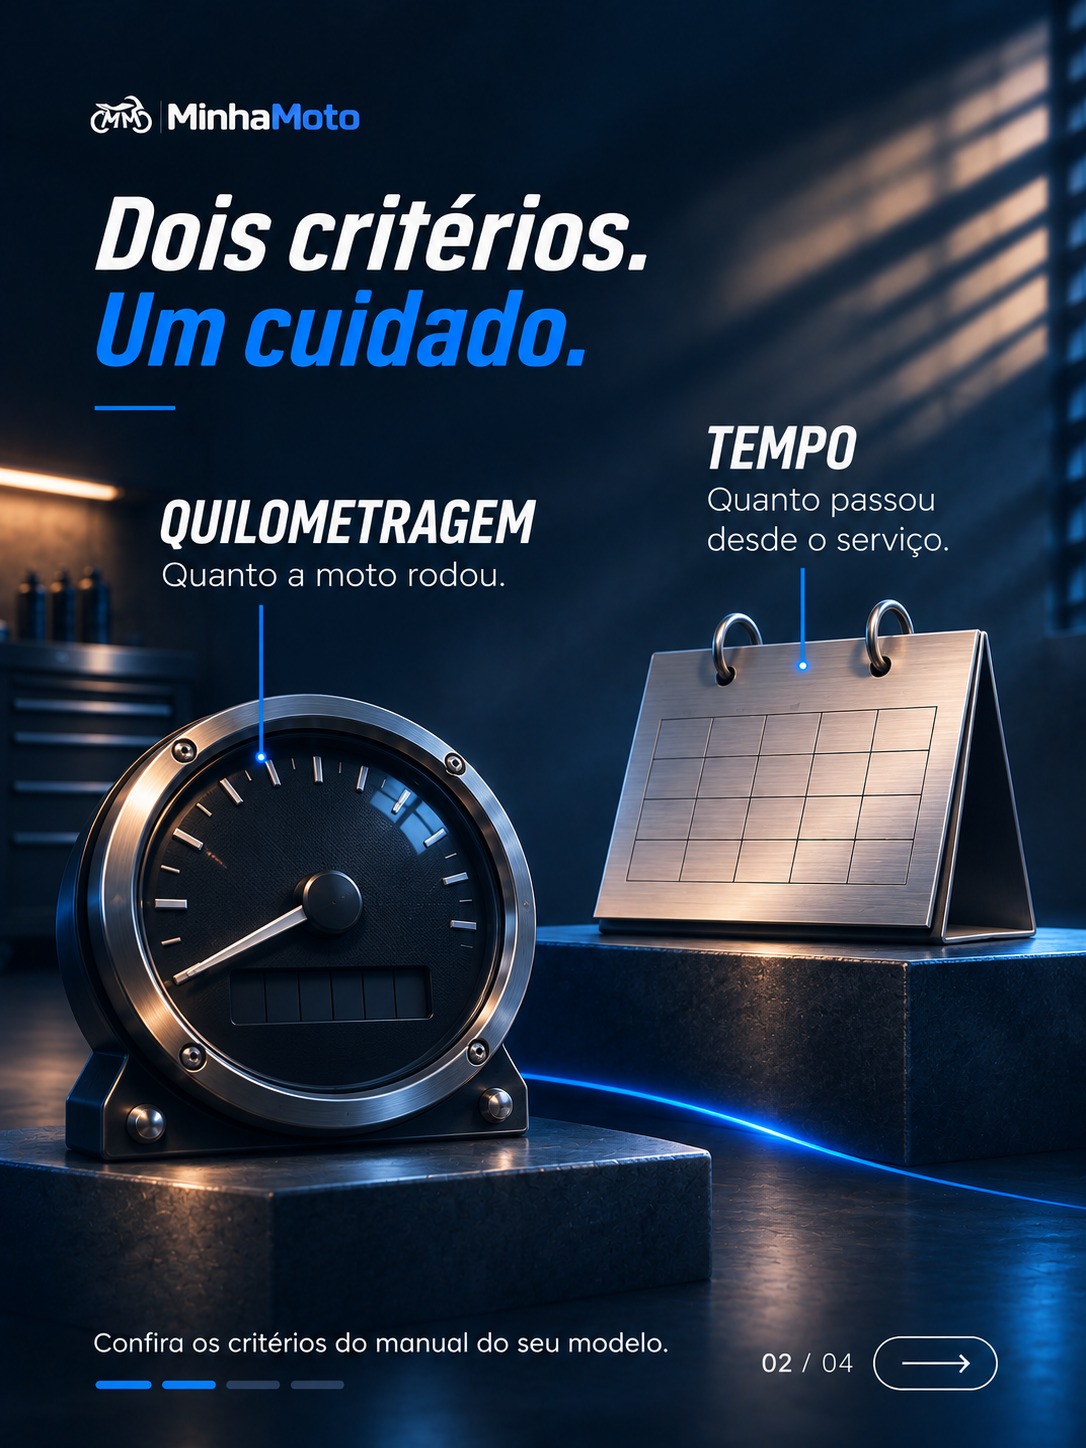 MM MinhaMoto
Dois critérios.
Um cuidado.
TEMPO
Quanto passou
desde o serviço.
QUILOMETRAGEM
Quanto a moto rodou.
Confira os critérios do manual do seu modelo.
02 / 04